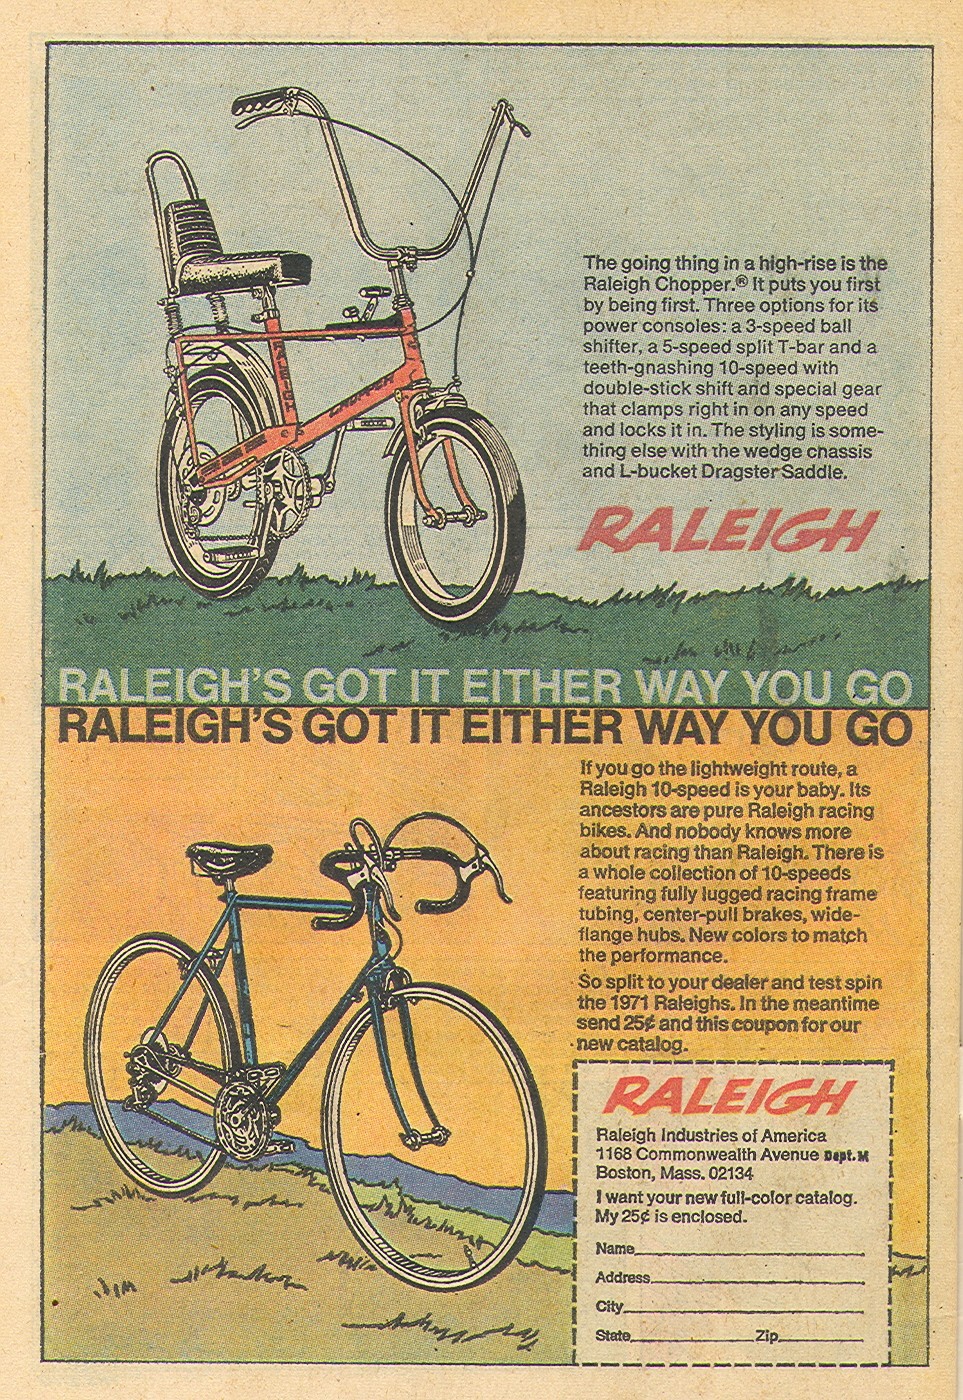 The going thing in a high-rise is the
Raleigh Chopper.® It puts you first
by being first. Three options for its
power consoles: a 3-speed ball
shifter, a 5-speed split T-bar and a
teeth-gnashing 10-speed with
double-stick shift and special gear
that clamps right in on any speed
and locks it in. The styling is some-
thing else with the wedge chassis
and L-bucket Dragster Saddle.
RALEIGH
RALEIGH
CHOPPER
RALEIGH'S GOT IT EITHER WAY YOU GO
RALEIGH'S GOT IT EITHER WAY YOU GO
If you go the lightweight route, a
Raleigh 10-speed is your baby. Its
ancestors are pure Raleigh racing
bikes. And nobody knows more
about racing than Raleigh. There is
a whole collection of 10-speeds
featuring fully lugged racing frame
tubing, center-pull brakes, wide-
flange hubs. New colors to match
the performance.
So split to your dealer and test spin
the 1971 Raleighs. In the meantime
send 25¢ and this coupon for our
new catalog.
RALEIGH
Raleigh Industries of America
1168 Commonwealth Avenue Dept. M
Boston, Mass. 02134
I want your new full-color catalog.
My 25¢ is enclosed.
Name
Address
City
State Zip